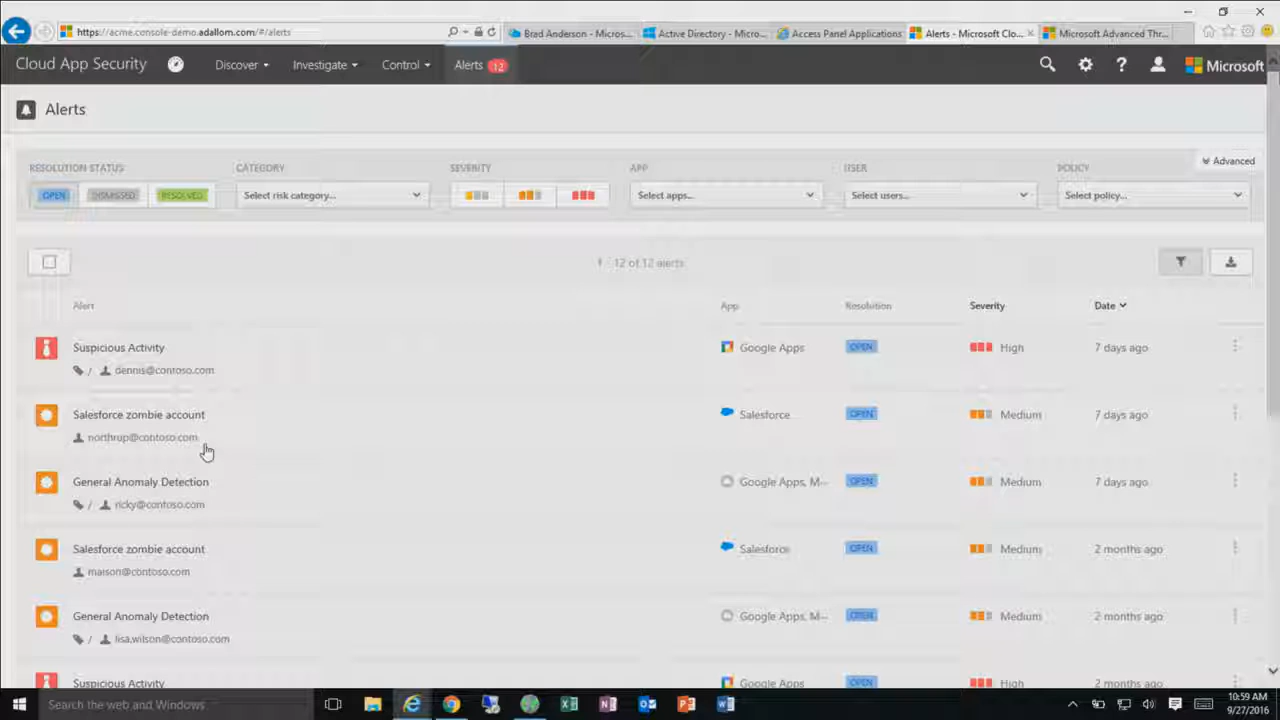 https://acme.console-demo.adallom.com/#/alerts
Brad Anderson - Micros...
Active Directory - Micro...
Access Panel Applications
Alerts - Microsoft Clo...
Microsoft Advanced Thr...
Cloud App Security
Discover
Investigate
Control
Alerts 12
Microsoft
Alerts
RESOLUTION STATUS
CATEGORY
SEVERITY
APP
USER
POLICY
Advanced
OPEN
DISMISSED
RESOLVED
Select risk category...
Select apps...
Select users...
Select policy...
12 of 12 alerts
Alert
App
Resolution
Severity
Date
Suspicious Activity
Google Apps
OPEN
High
7 days ago
/ dennis@contoso.com
Salesforce zombie account
Salesforce
OPEN
Medium
7 days ago
northrup@contoso.com
General Anomaly Detection
Google Apps, M...
OPEN
Medium
7 days ago
/ ricky@contoso.com
Salesforce zombie account
Salesforce
OPEN
Medium
2 months ago
maison@contoso.com
General Anomaly Detection
Google Apps, M...
OPEN
Medium
2 months ago
/ lisa.wilson@contoso.com
Suspicious Activity
Google Apps
OPEN
High
2 months ago
Search the web and Windows
10:59 AM
9/27/2016